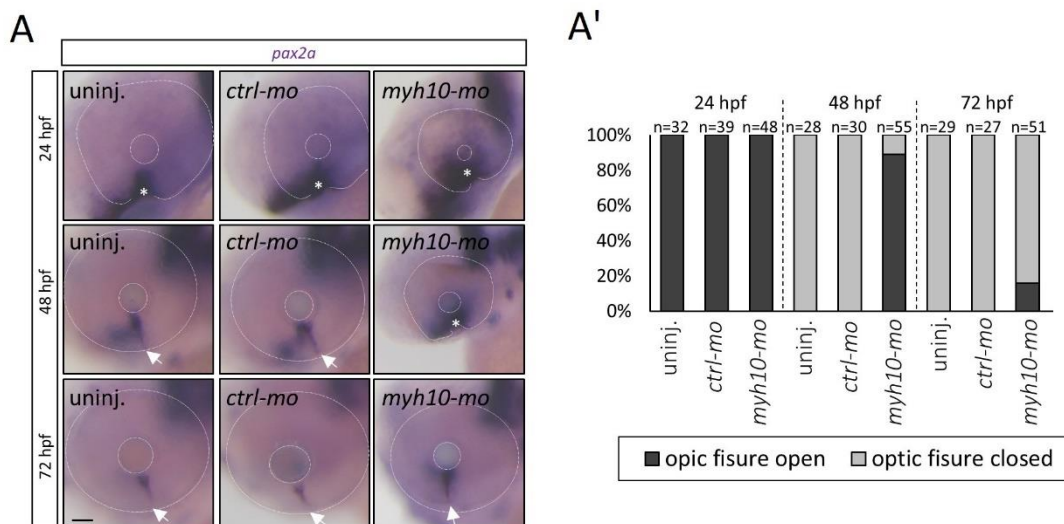 A
pax2a
24 hpf
uninj.
ctrl-mo
myh10-mo
*
*
*
48 hpf
uninj.
ctrl-mo
myh10-mo
*
72 hpf
uninj.
ctrl-mo
myh10-mo
A'
24 hpf 48 hpf 72 hpf
n=32 n=39 n=48 n=28 n=30 n=55 n=29 n=27 n=51
100%
80%
60%
40%
20%
0%
uninj.
ctrl-mo
myh10-mo
uninj.
ctrl-mo
myh10-mo
uninj.
ctrl-mo
myh10-mo
opic fisure open optic fisure closed